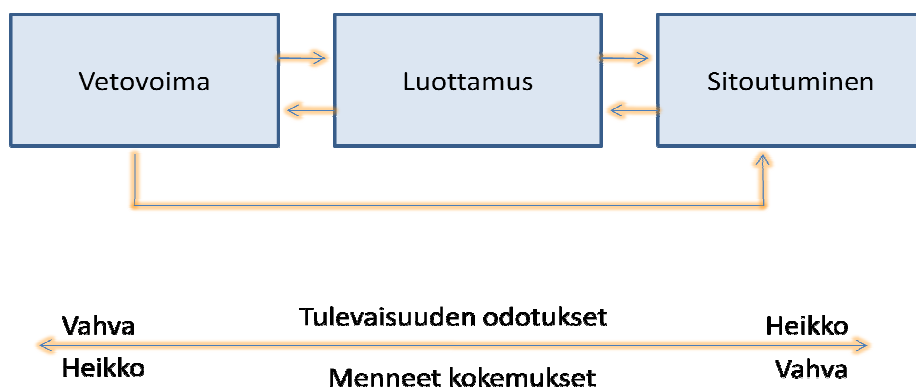 Vetovoima
Luottamus
Sitoutuminen
Vahva
Tulevaisuuden odotukset
Heikko
Heikko
Menneet kokemukset
Vahva